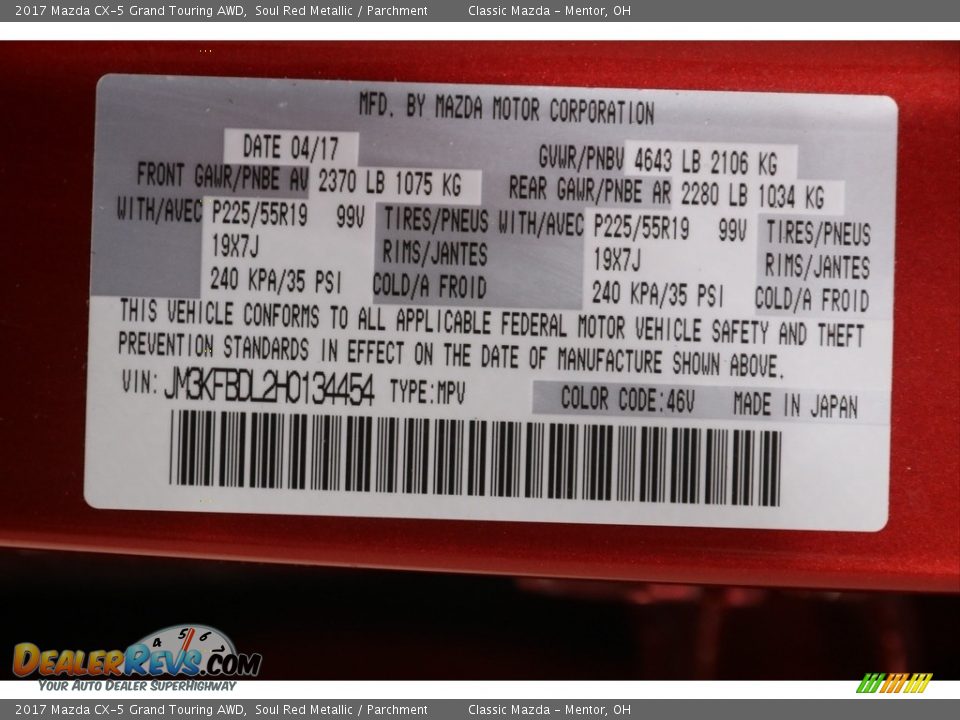 2017 Mazda CX-5 Grand Touring AWD, Soul Red Metallic / Parchment Classic Mazda - Mentor, OH
MFD. BY MAZDA MOTOR CORPORATION
DATE 04/17 GVWR/PNBV 4643 LB 2106 KG
FRONT GAWR/PNBE AV 2370 LB 1075 KG REAR GAWR/PNBE AR 2280 LB 1034 KG
WITH/AVEC P225/55R19 99V TIRES/PNEUS WITH/AVEC P225/55R19 99V TIRES/PNEUS
19X7J RIMS/JANTES 19X7J RIMS/JANTES
240 KPA/35 PSI COLD/A FROID 240 KPA/35 PSI COLD/A FROID
THIS VEHICLE CONFORMS TO ALL APPLICABLE FEDERAL MOTOR VEHICLE SAFETY AND THEFT
PREVENTION STANDARDS IN EFFECT ON THE DATE OF MANUFACTURE SHOWN ABOVE.
VIN: JM3KFBDL2H0134454 TYPE:MPV COLOR CODE:46V MADE IN JAPAN
4 5 6
DEALERREVS.COM
YOUR AUTO DEALER SUPERHIGHWAY
2017 Mazda CX-5 Grand Touring AWD, Soul Red Metallic / Parchment Classic Mazda - Mentor, OH